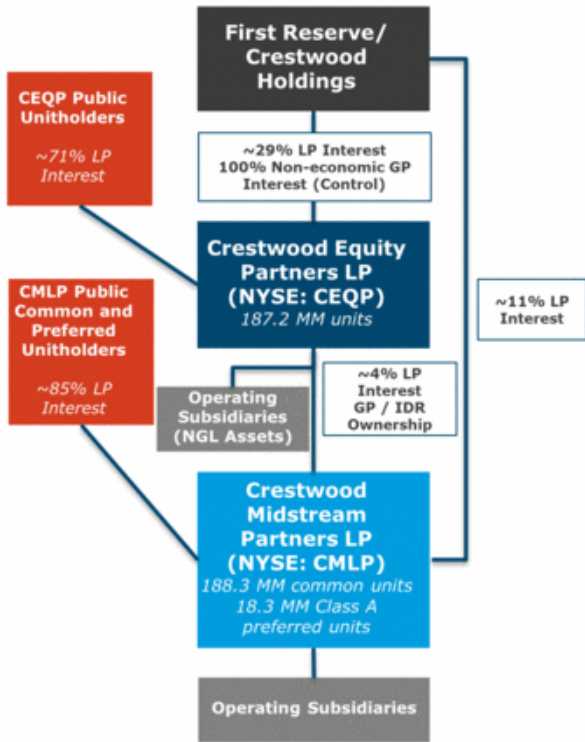 First Reserve/
Crestwood
Holdings
CEQP Public
Unitholders
~71% LP
Interest
~29% LP Interest
100% Non-economic GP
Interest (Control)
Crestwood Equity
Partners LP
(NYSE: CEQP)
187.2 MM units
CMLP Public
Common and
Preferred
Unitholders
~85% LP
Interest
~11% LP
Interest
~4% LP
Interest
GP / IDR
Ownership
Operating
Subsidiaries
(NGL Assets)
Crestwood
Midstream
Partners LP
(NYSE: CMLP)
188.3 MM common units
18.3 MM Class A
preferred units
Operating Subsidiaries